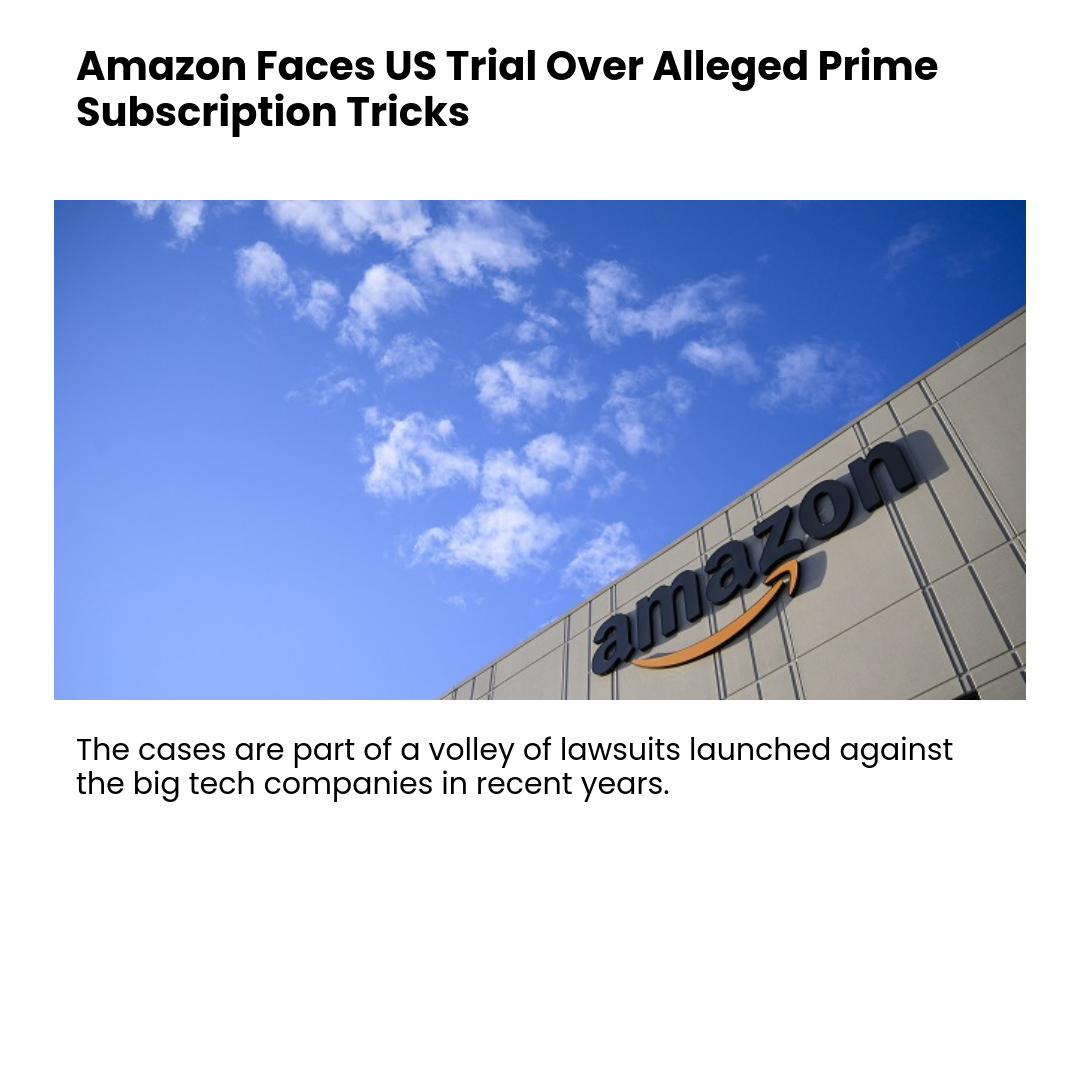 Amazon Faces US Trial Over Alleged Prime
Subscription Tricks
amazon
The cases are part of a volley of lawsuits launched against
the big tech companies in recent years.